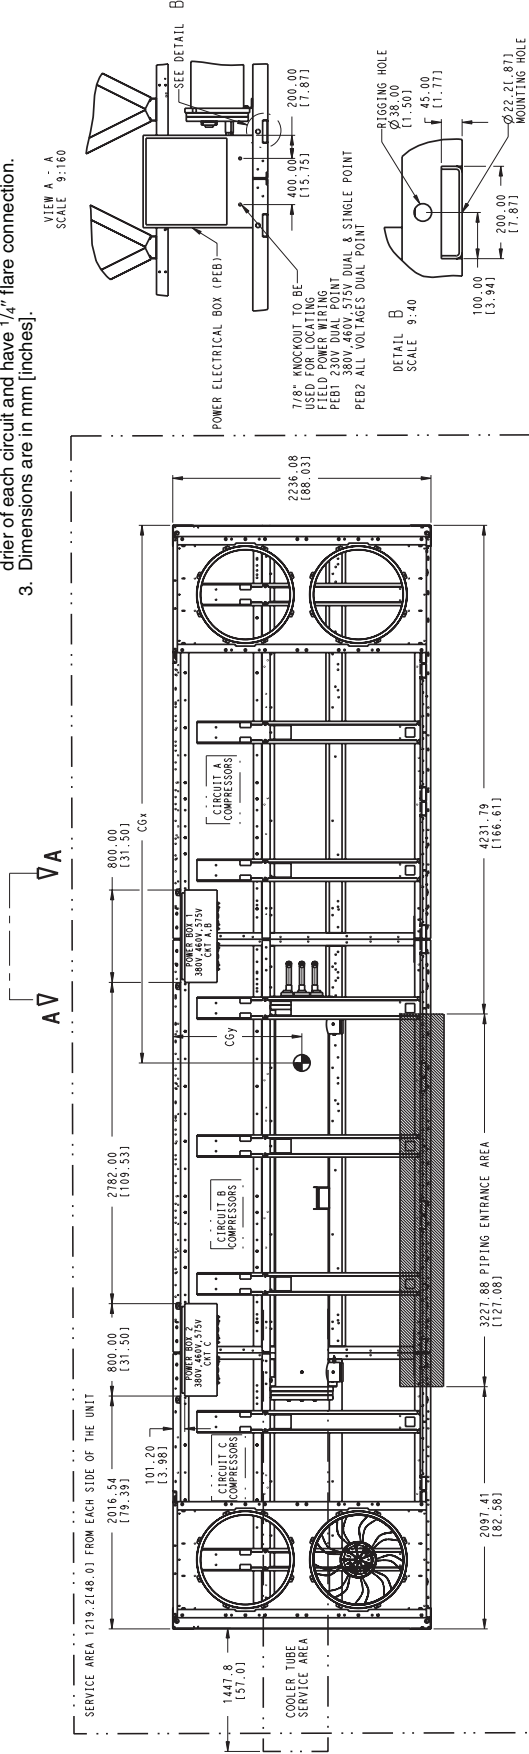 drier of each circuit and have 1/4″ flare connection.
3. Dimensions are in mm [inches].
VIEW A - A
SCALE 9:160
SEE DETAIL B
POWER ELECTRICAL BOX (PEB)
400.00
[15.75]
200.00
[7.87]
7/8" KNOCKOUT TO BE
USED FOR LOCATING
FIELD POWER WIRING
PEB1 230V DUAL POINT
380V,460V,575V DUAL & SINGLE POINT
PEB2 ALL VOLTAGES DUAL POINT
RIGGING HOLE
Ø38.00
[1.50]
45.00
[1.77]
Ø22.2[.87]
MOUNTING HOLE
200.00
[7.87]
100.00
[3.94]
DETAIL B
SCALE 9:40
A
A
SERVICE AREA 1219.2[48.0] FROM EACH SIDE OF THE UNIT
2016.54
[79.39]
800.00
[31.50]
2782.00
[109.53]
800.00
[31.50]
CGx
CGy
101.20
[3.98]
2236.08
[88.03]
POWER BOX 2
380V,460V,575V
CKT C
POWER BOX 1
380V,460V,575V
CKT A,B
CIRCUIT C
COMPRESSORS
CIRCUIT B
COMPRESSORS
CIRCUIT A
COMPRESSORS
1447.8
[57.0]
COOLER TUBE
SERVICE AREA
2097.41
[82.58]
3227.88 PIPING ENTRANCE AREA
[127.08]
4231.79
[166.61]